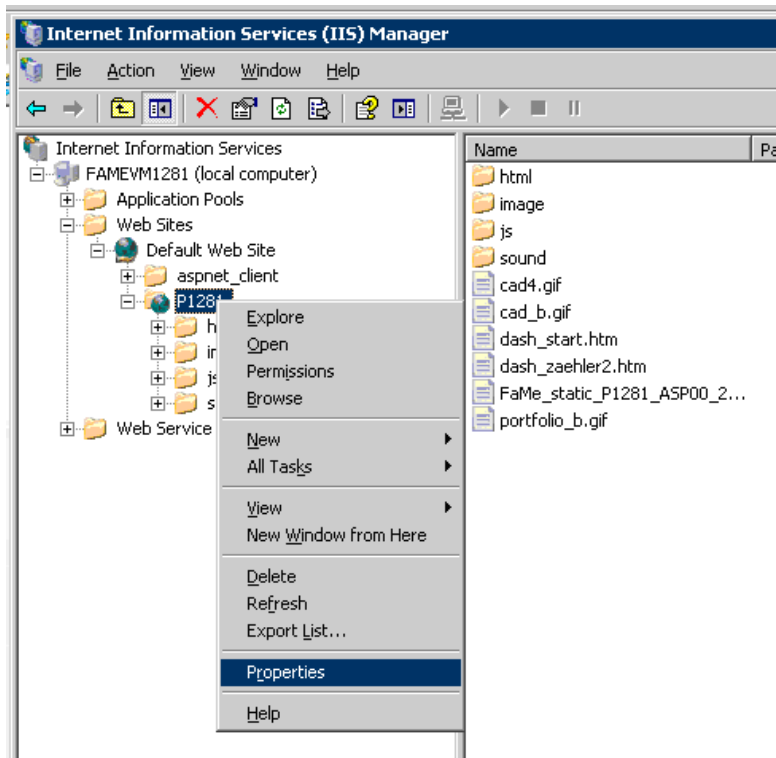 Internet Information Services (IIS) Manager
File Action View Window Help
Internet Information Services
FAMEVM1281 (local computer)
Application Pools
Web Sites
Default Web Site
aspnet_client
P1281
h
ir
js
s
Web Service
Explore
Open
Permissions
Browse
New
All Tasks
View
New Window from Here
Delete
Refresh
Export List...
Properties
Help
Name Pa
html
image
js
sound
cad4.gif
cad_b.gif
dash_start.htm
dash_zaehler2.htm
FaMe_static_P1281_ASP00_2...
portfolio_b.gif